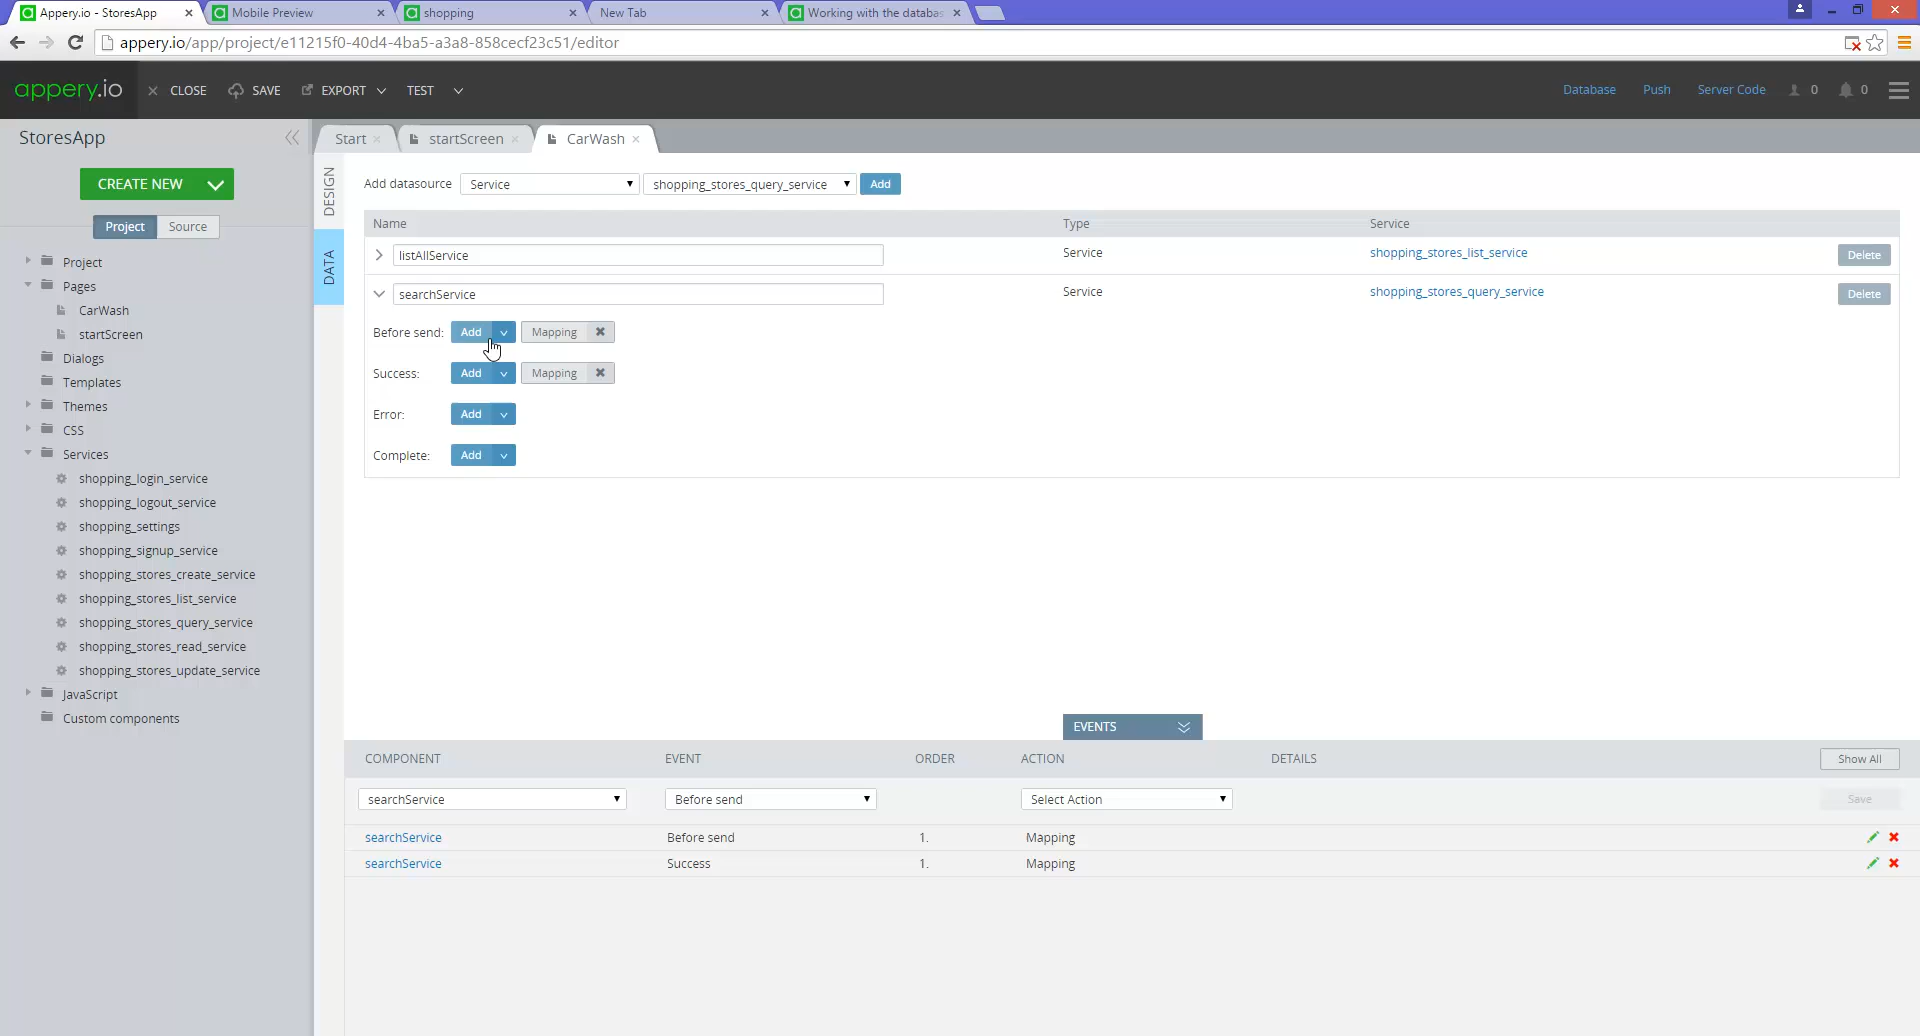 Appery.io - StoresApp
Mobile Preview
shopping
New Tab
Working with the databas
appery.io/app/project/e11215f0-40d4-4ba5-a3a8-858cecf23c51/editor
appery.io
CLOSE
SAVE
EXPORT
TEST
Database
Push
Server Code
0
0
StoresApp
Start
startScreen
CarWash
CREATE NEW
Project
Source
Project
Pages
CarWash
startScreen
Dialogs
Templates
Themes
CSS
Services
shopping_login_service
shopping_logout_service
shopping_settings
shopping_signup_service
shopping_stores_create_service
shopping_stores_list_service
shopping_stores_query_service
shopping_stores_read_service
shopping_stores_update_service
JavaScript
Custom components
DESIGN
DATA
Add datasource
Service
shopping_stores_query_service
Add
Name
Type
Service
listAllService
Service
shopping_stores_list_service
Delete
searchService
Service
shopping_stores_query_service
Delete
Before send:
Add
Mapping
Success:
Add
Mapping
Error:
Add
Complete:
Add
EVENTS
COMPONENT
EVENT
ORDER
ACTION
DETAILS
Show All
searchService
Before send
Select Action
Save
searchService
Before send
1.
Mapping
searchService
Success
1.
Mapping